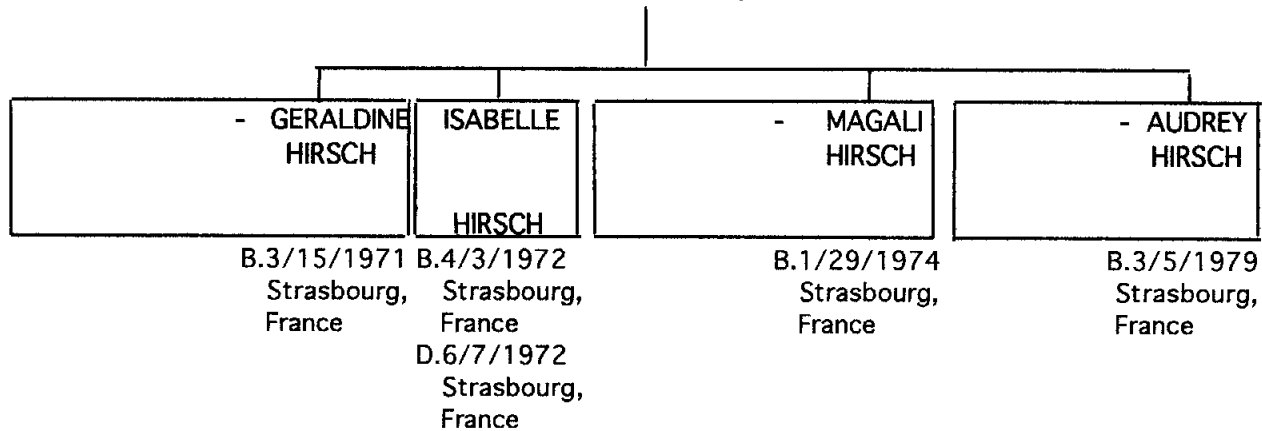 - GERALDINE
HIRSCH
B.3/15/1971
Strasbourg,
France
ISABELLE
HIRSCH
B.4/3/1972
Strasbourg,
France
D.6/7/1972
Strasbourg,
France
- MAGALI
HIRSCH
B.1/29/1974
Strasbourg,
France
- AUDREY
HIRSCH
B.3/5/1979
Strasbourg,
France